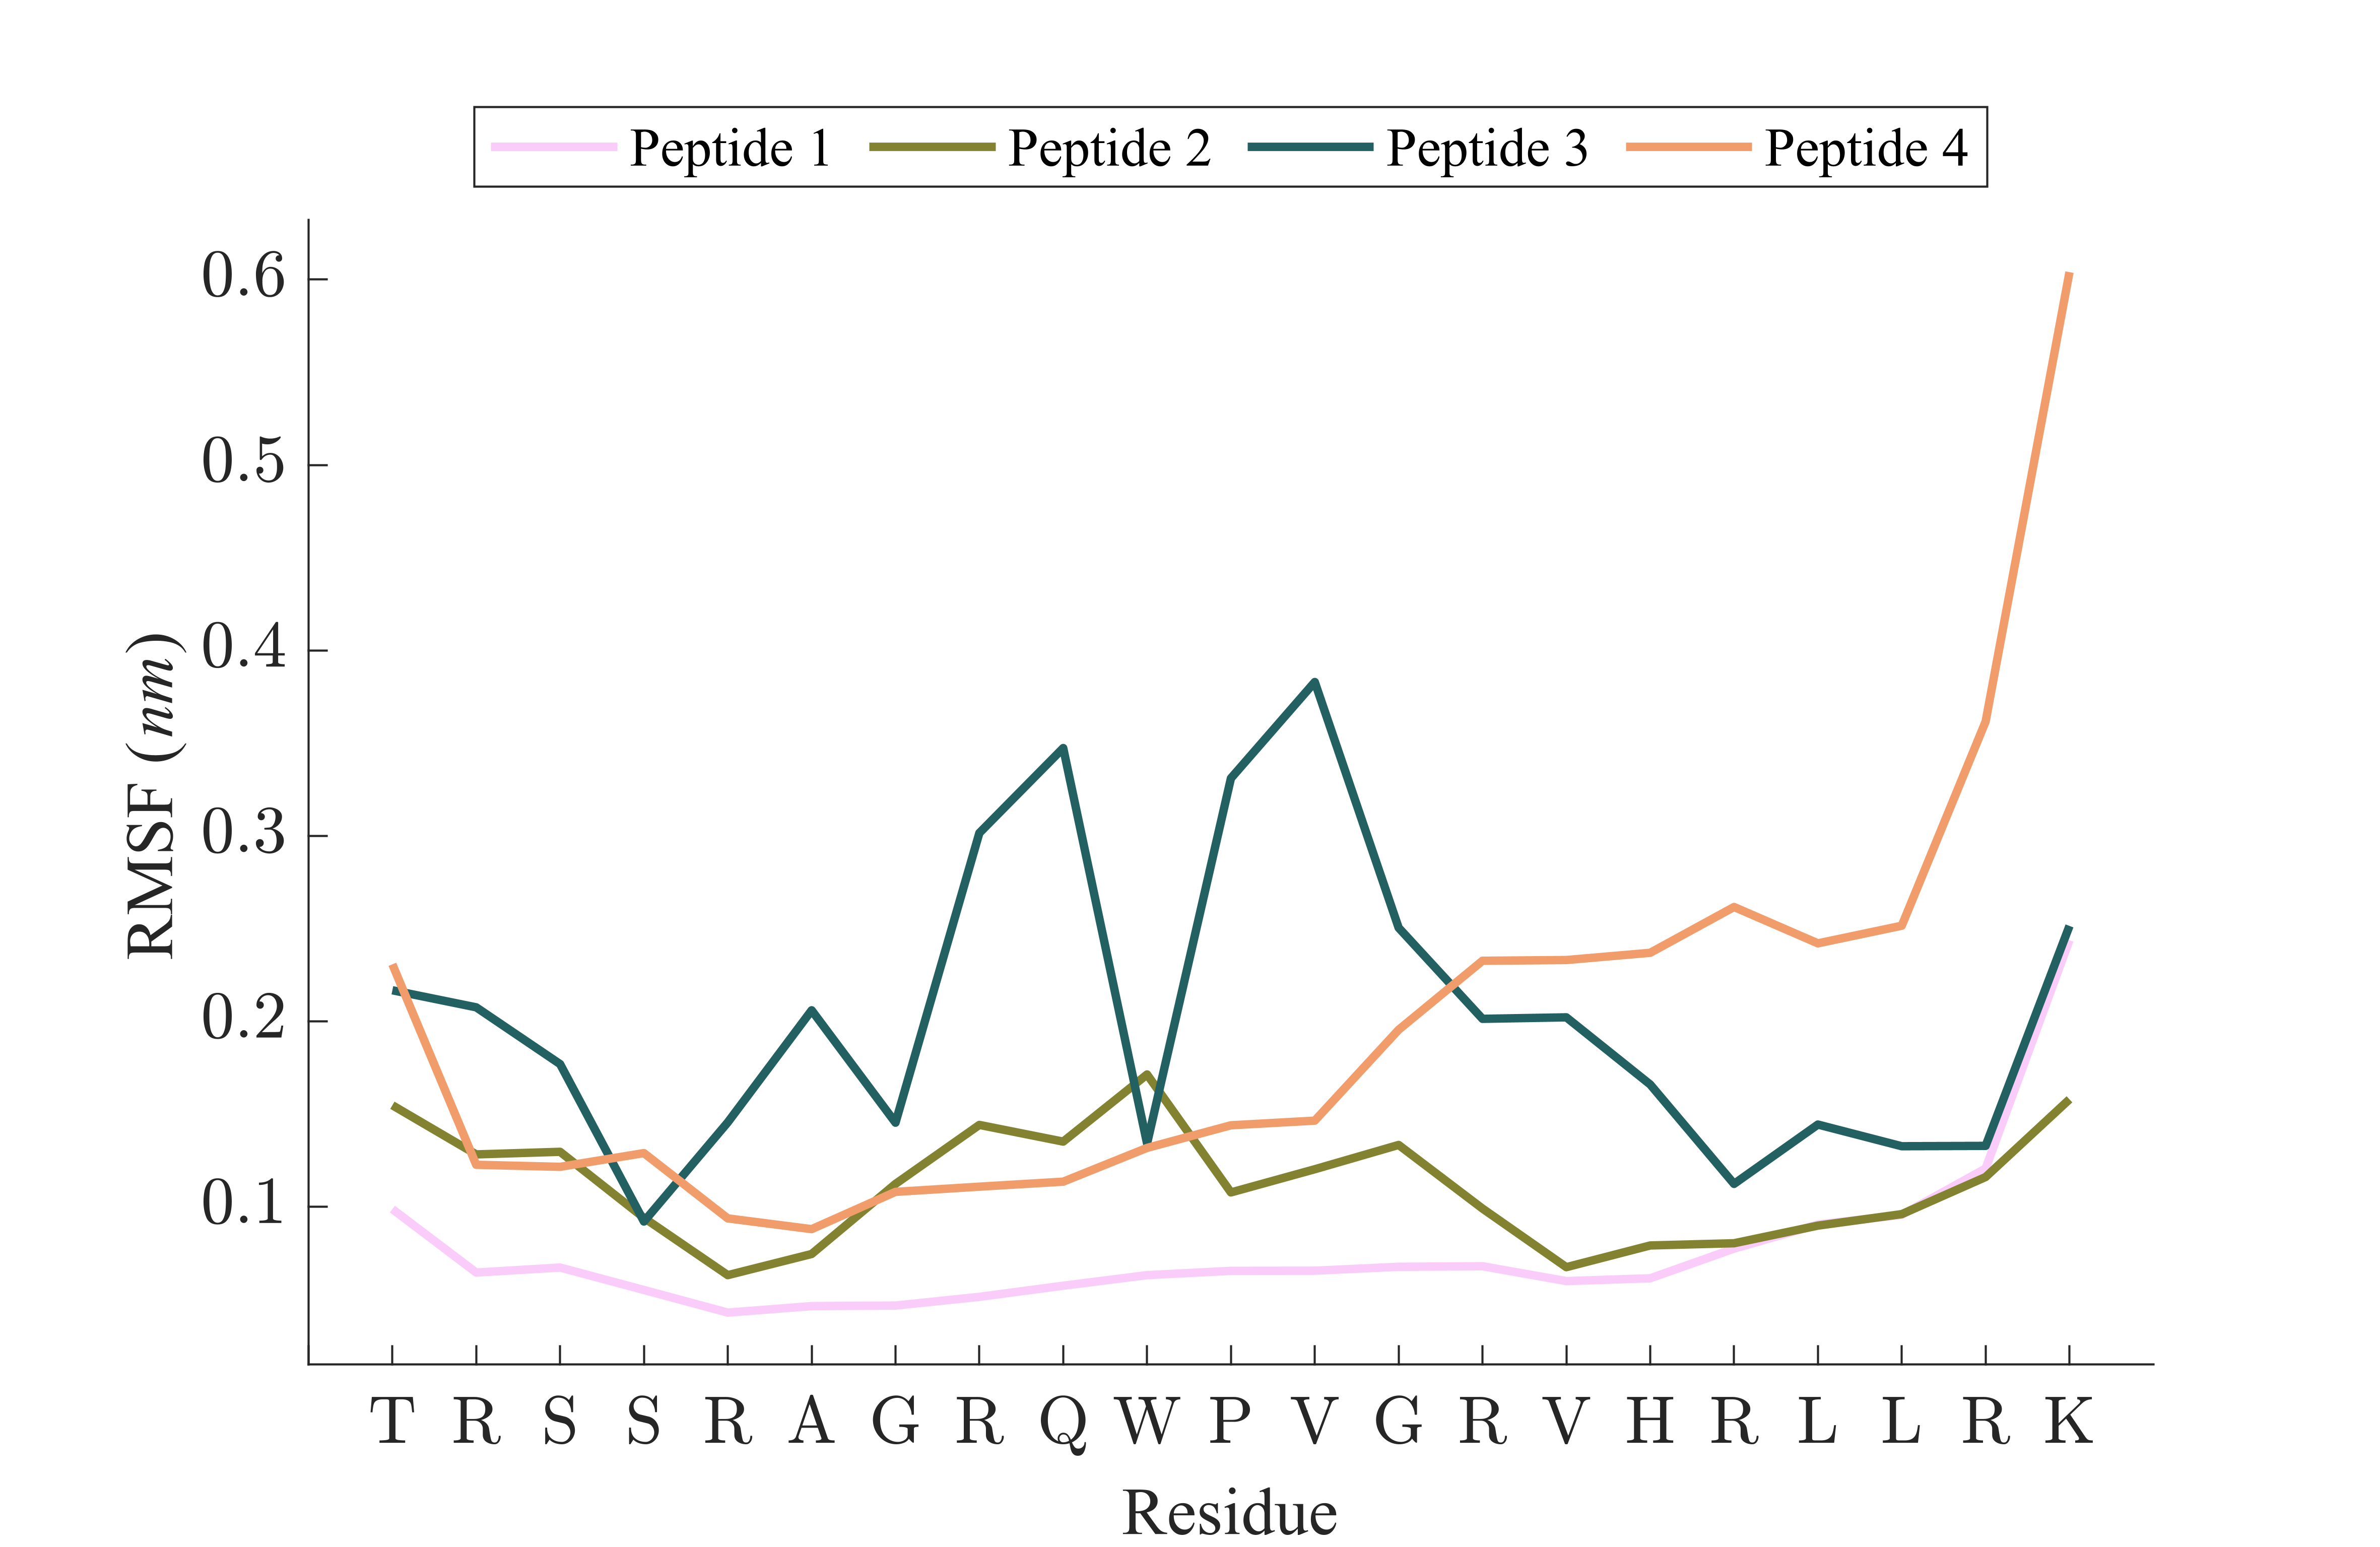 Peptide 1 Peptide 2 Peptide 3 Peptide 4
RMSF (nm)
0.6
0.5
0.4
0.3
0.2
0.1
T R S S R A G R Q W P V G R V H R L L R K
Residue